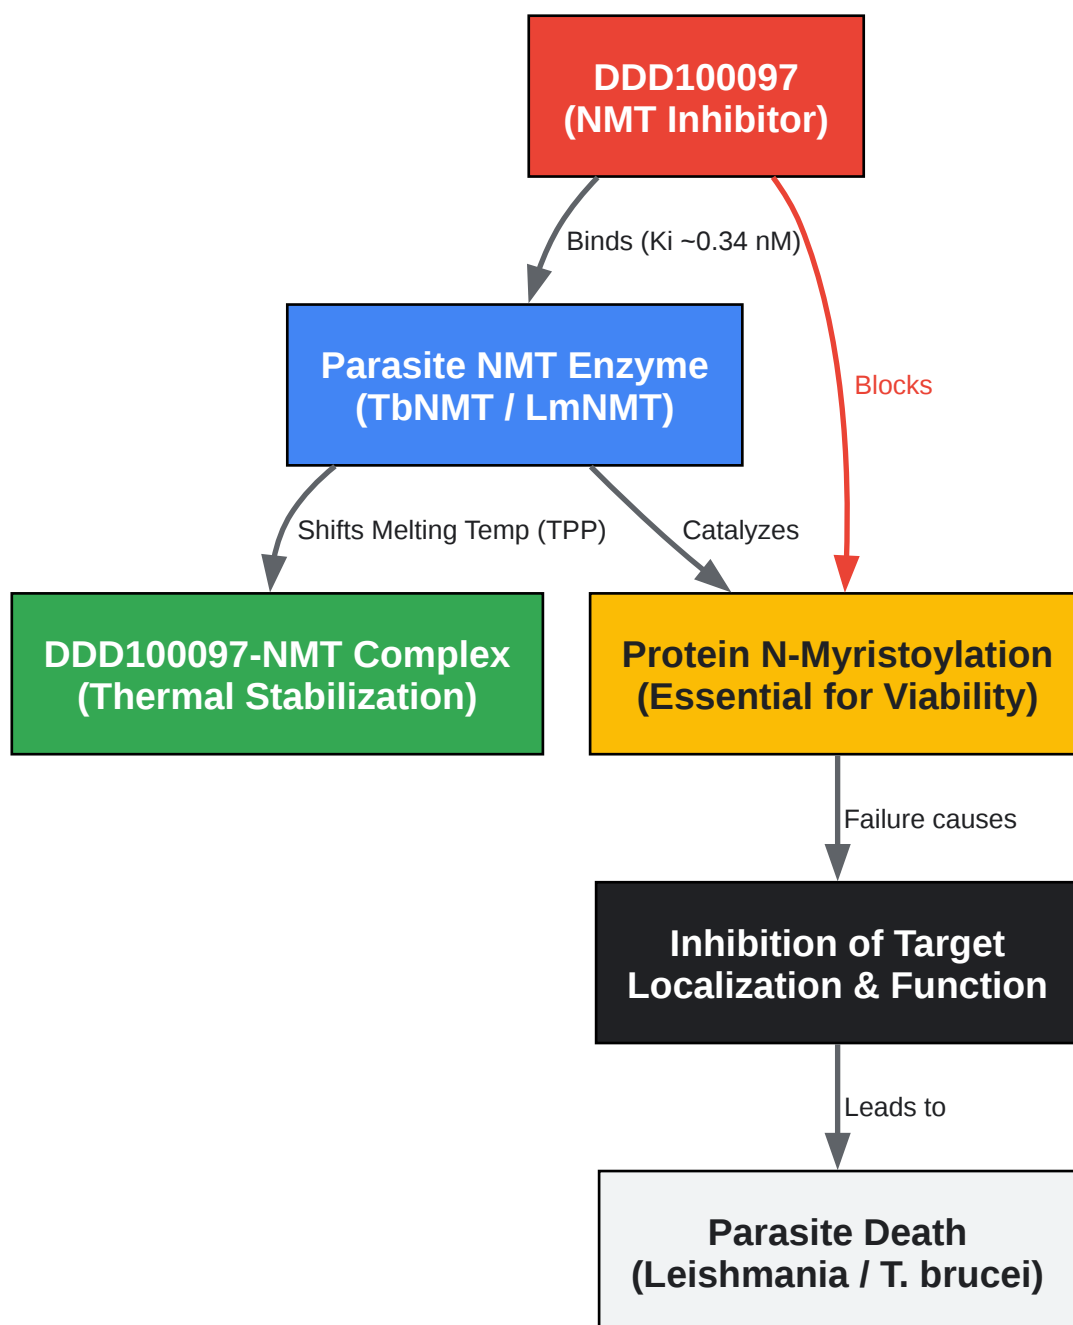 DDD100097
(NMT Inhibitor)
Binds (Ki ~0.34 nM)
Parasite NMT Enzyme
(TbNMT / LmNMT)
Blocks
Shifts Melting Temp (TPP)
Catalyzes
DDD100097-NMT Complex
(Thermal Stabilization)
Protein N-Myristoylation
(Essential for Viability)
Failure causes
Inhibition of Target
Localization & Function
Leads to
Parasite Death
(Leishmania / T. brucei)